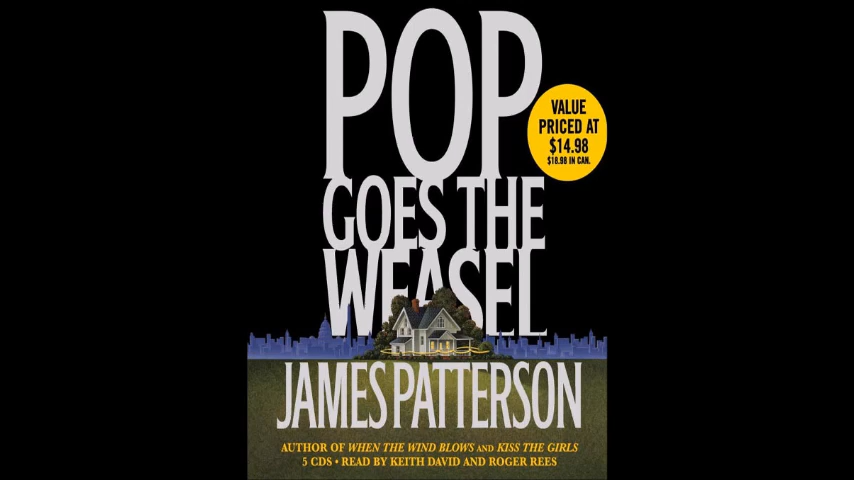 POP
GOES THE
WEASEL
VALUE
PRICED AT
$14.98
$18.98 IN CAN.
JAMES PATTERSON
AUTHOR OF WHEN THE WIND BLOWS AND KISS THE GIRLS
5 CDS • READ BY KEITH DAVID AND ROGER REES